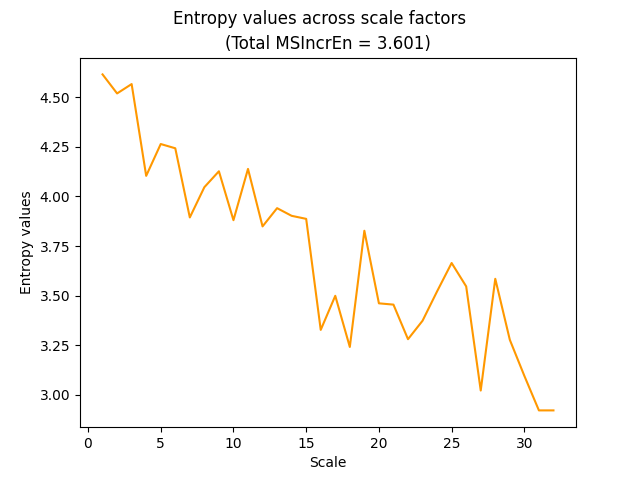 Entropy values across scale factors
(Total MSIncrEn = 3.601)
Entropy values
4.50
4.25
4.00
3.75
3.50
3.25
3.00
0 5 10 15 20 25 30
Scale